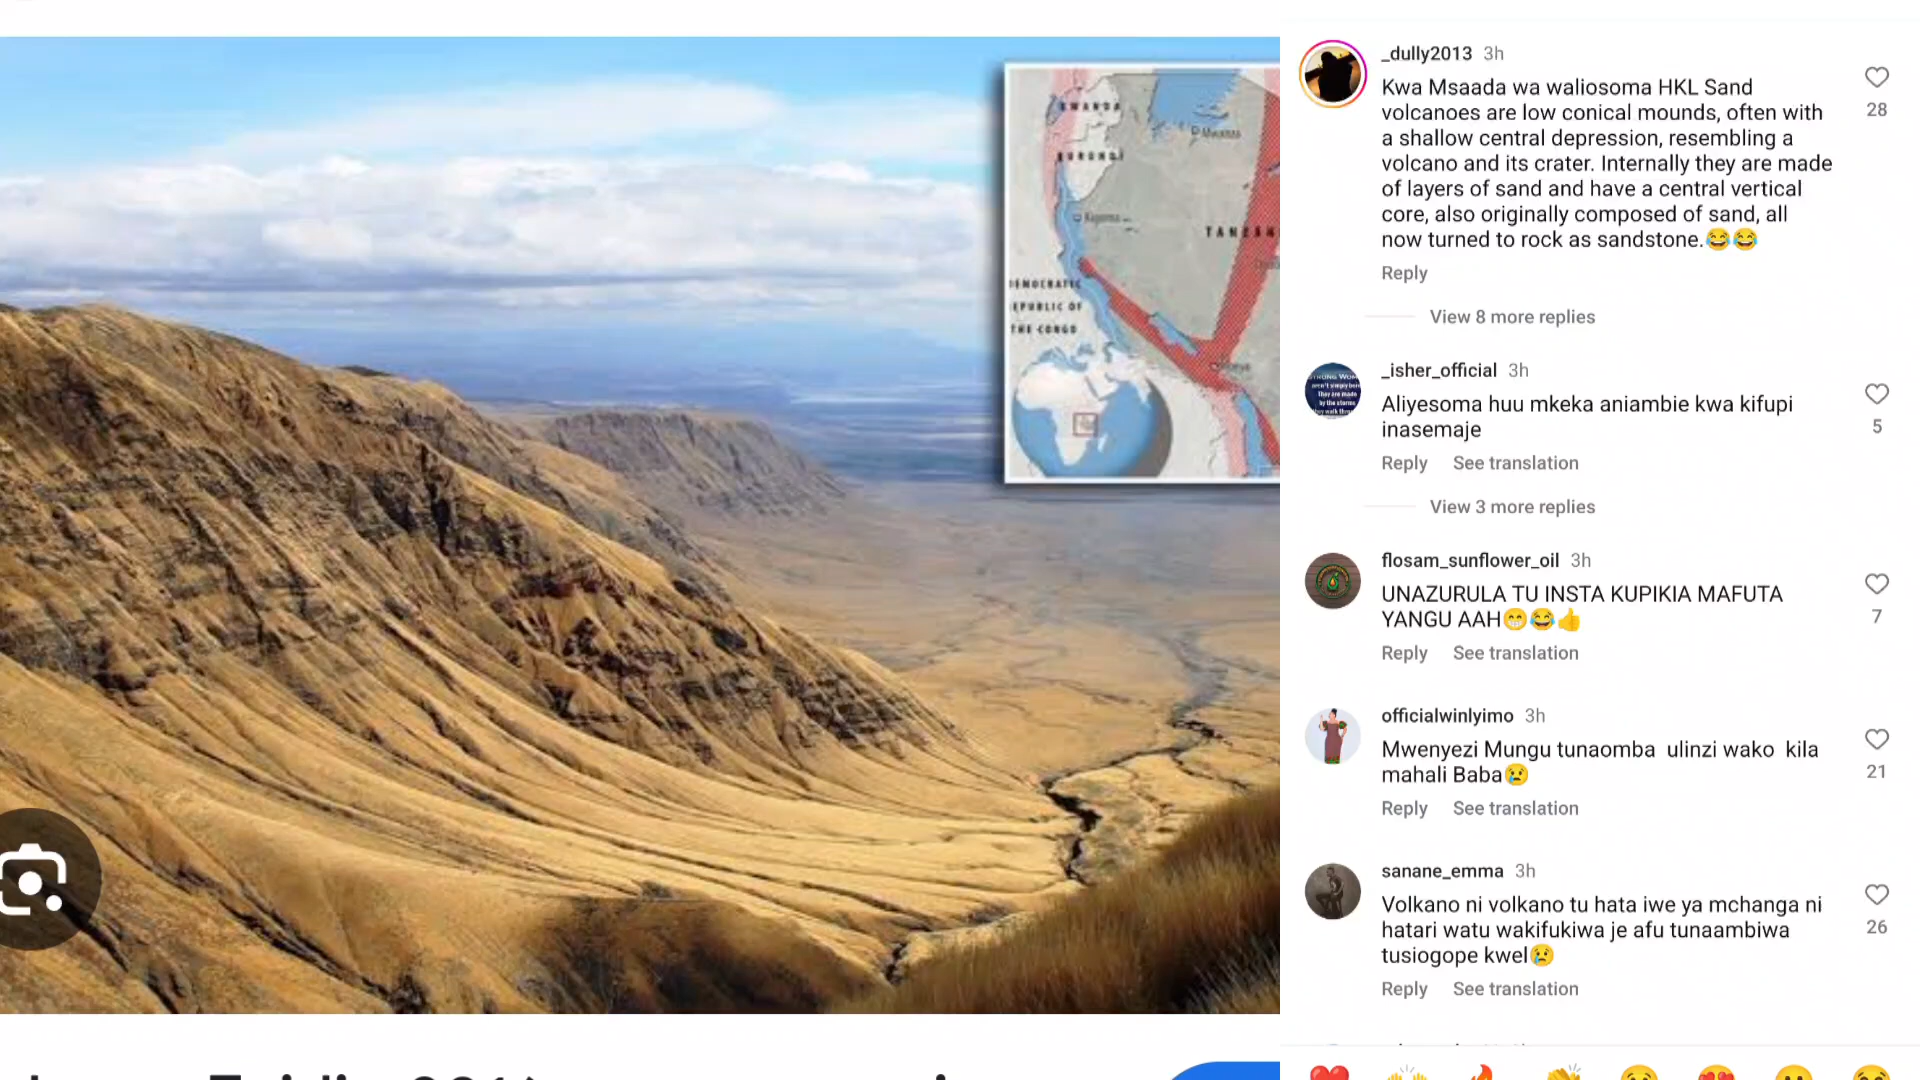 RWANDA
Mwanza
BURUNDI
Kigoma
TANZAN
DEMOCRATIC
REPUBLIC OF
THE CONGO
Mbeya
_dully2013 3h
Kwa Msaada wa waliosoma HKL Sand
volcanoes are low conical mounds, often with
a shallow central depression, resembling a
volcano and its crater. Internally they are made
of layers of sand and have a central vertical
core, also originally composed of sand, all
now turned to rock as sandstone.😂😂
28
Reply
View 8 more replies
_isher_official 3h
Aliyesoma huu mkeka aniambie kwa kifupi
inasemaje
5
Reply See translation
View 3 more replies
flosam_sunflower_oil 3h
UNAZURULA TU INSTA KUPIKIA MAFUTA
YANGU AAH😁😂👍
7
Reply See translation
officialwinlyimo 3h
Mwenyezi Mungu tunaomba ulinzi wako kila
mahali Baba😢
21
Reply See translation
sanane_emma 3h
Volkano ni volkano tu hata iwe ya mchanga ni
hatari watu wakifukiwa je afu tunaambiwa
tusiogope kwel😢
26
Reply See translation